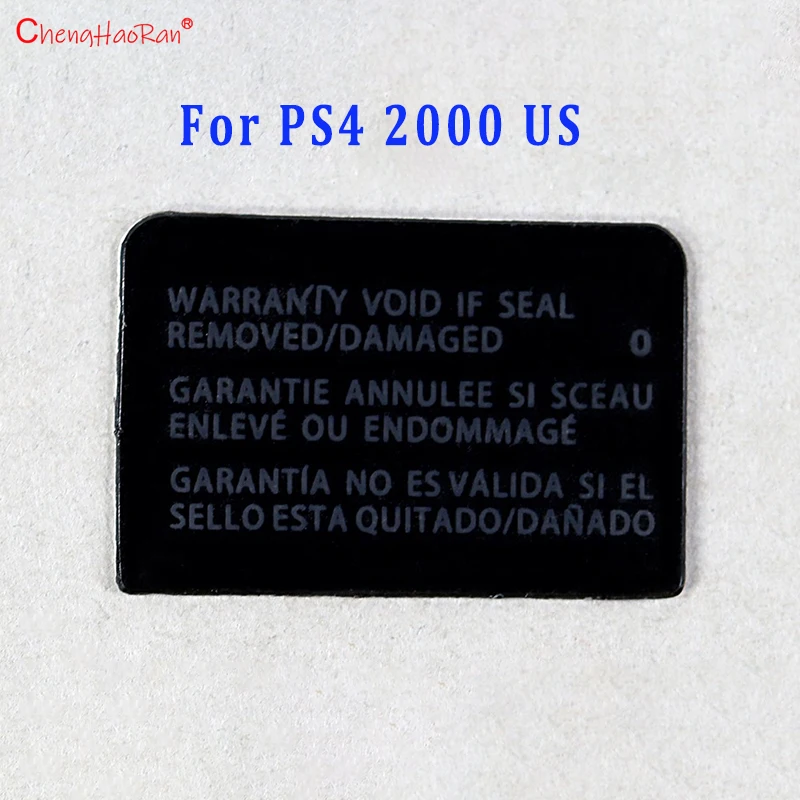 ChengHaoRan®
For PS4 2000 US
WARRANTY VOID IF SEAL
REMOVED/DAMAGED 0
GARANTIE ANNULEE SI SCEAU
ENLEVÉ OU ENDOMMAGÉ
GARANTÍA NO ES VALIDA SI EL
SELLO ESTA QUITADO/DAÑADO